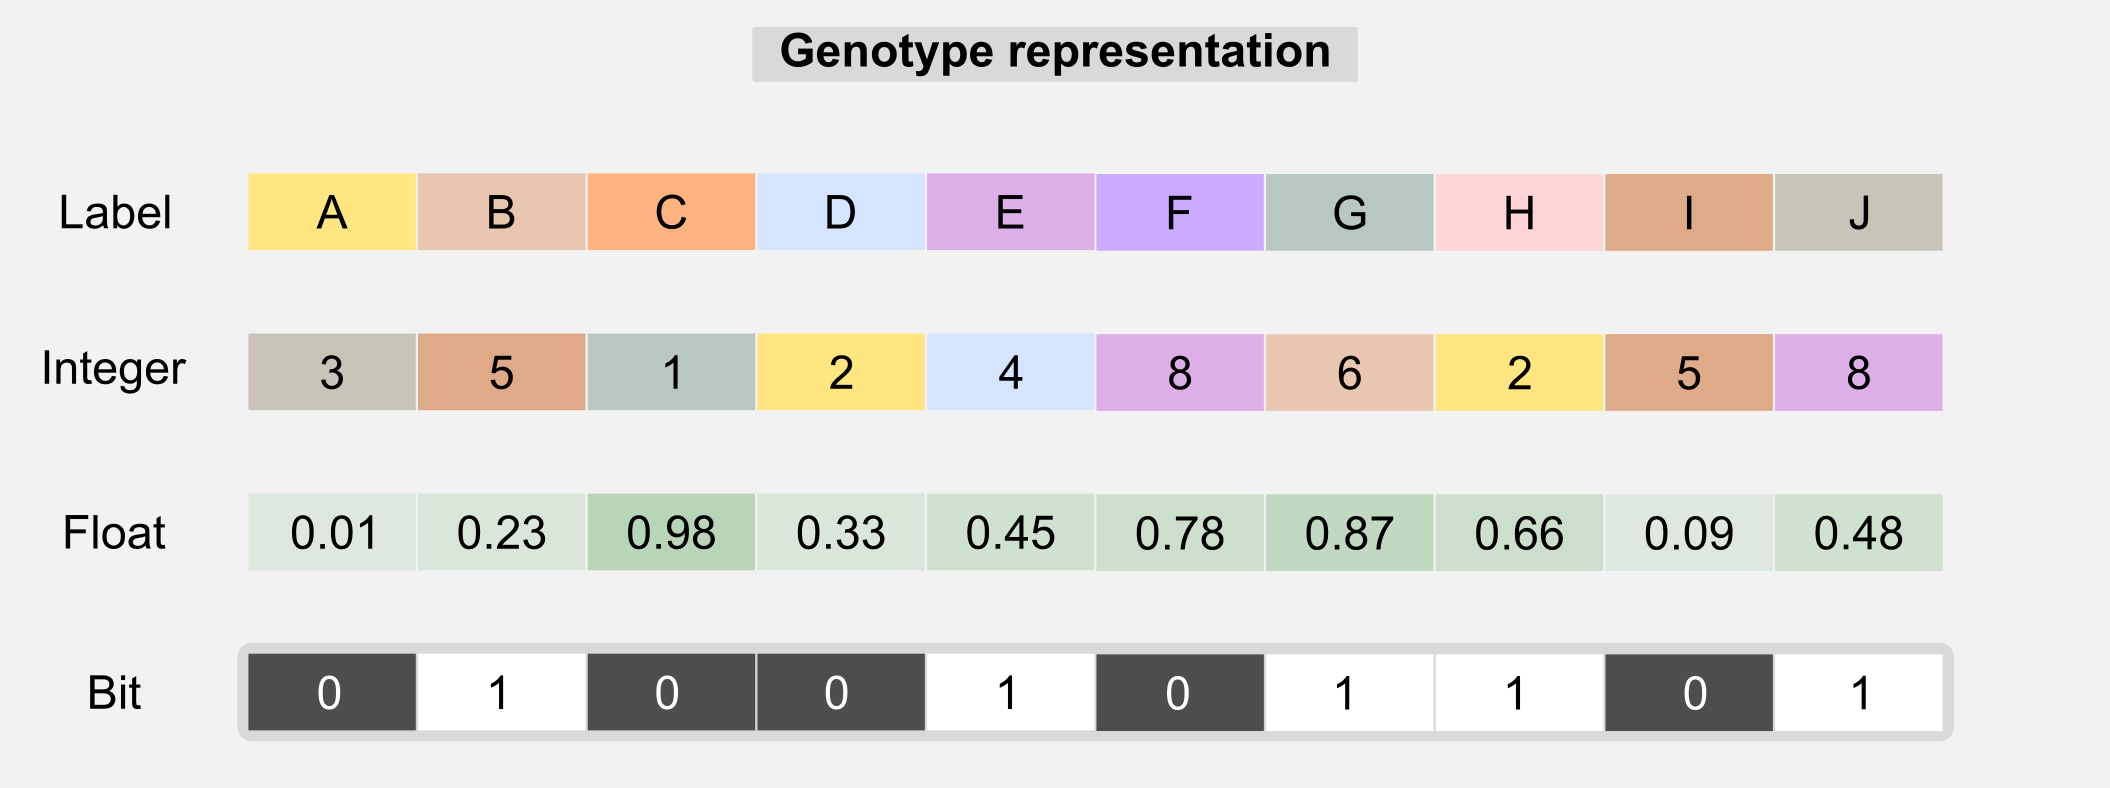 Genotype representation
Label A B C D E F G H I J
Integer 3 5 1 2 4 8 6 2 5 8
Float 0.01 0.23 0.98 0.33 0.45 0.78 0.87 0.66 0.09 0.48
Bit 0 1 0 0 1 0 1 1 0 1